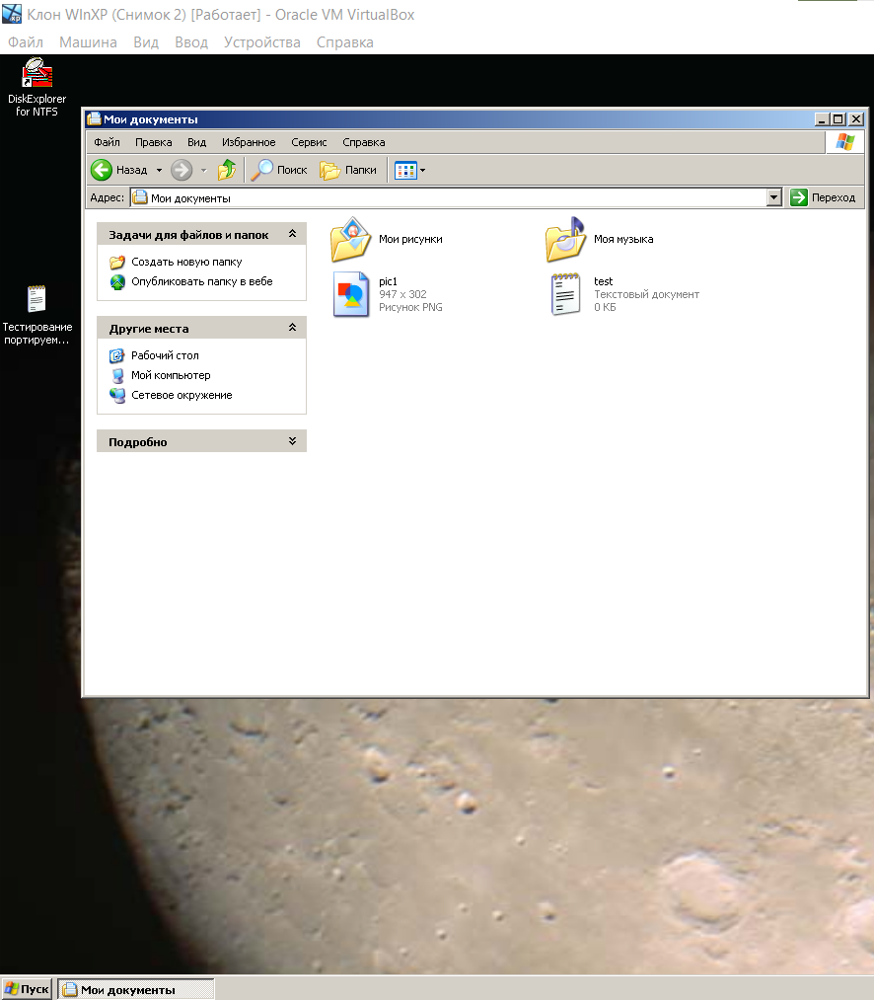 Клон WInXP (Снимок 2) [Работает] - Oracle VM VirtualBox
Файл Машина Вид Ввод Устройства Справка
DiskExplorer
for NTFS
Мои документы
Файл Правка Вид Избранное Сервис Справка
Назад Поиск Папки
Адрес: Мои документы Переход
Задачи для файлов и папок
Создать новую папку
Опубликовать папку в вебе
Другие места
Рабочий стол
Мой компьютер
Сетевое окружение
Подробно
Мои рисунки
Моя музыка
pic1
947 x 302
Рисунок PNG
test
Текстовый документ
0 КБ
Тестирование
портируем...
Пуск Мои документы